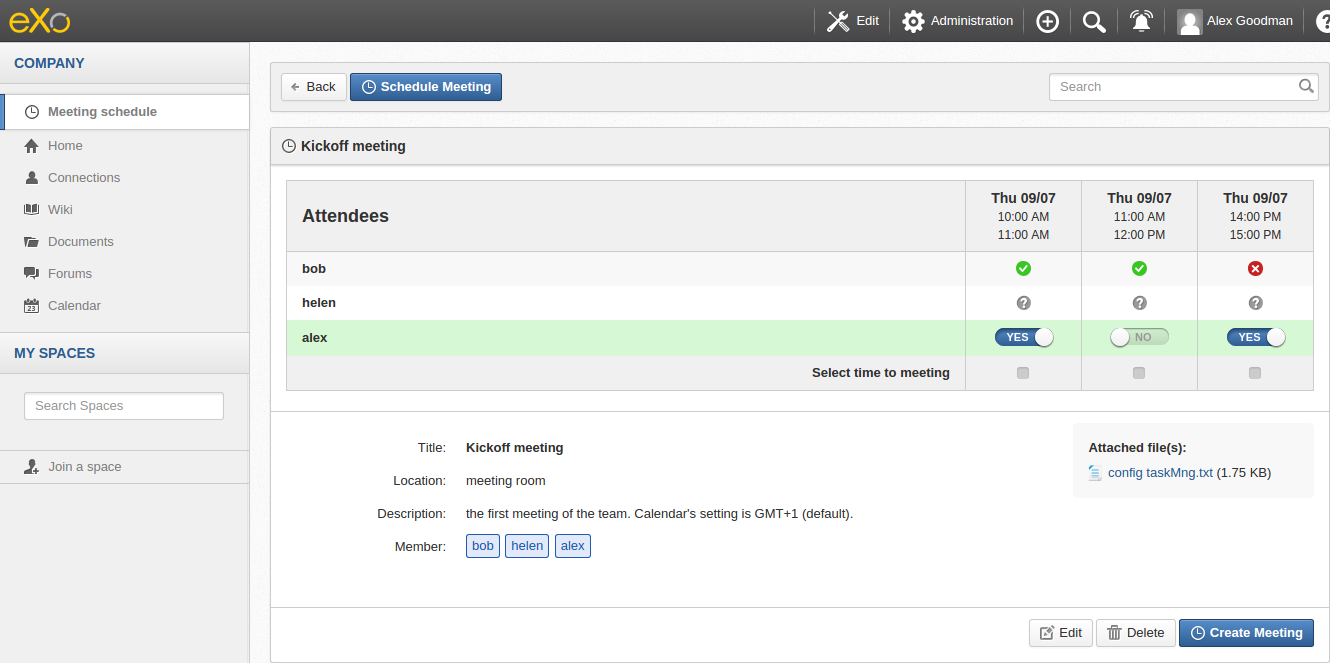 eXo
Edit
Administration
Alex Goodman
COMPANY
Meeting schedule
Home
Connections
Wiki
Documents
Forums
23
Calendar
MY SPACES
Search Spaces
Join a space
Back
Schedule Meeting
Search
Kickoff meeting
Attendees
Thu 09/07
10:00 AM
11:00 AM
Thu 09/07
11:00 AM
12:00 PM
Thu 09/07
14:00 PM
15:00 PM
bob
helen
? ? ?
alex
YES NO YES
Select time to meeting
Title: Kickoff meeting
Location: meeting room
Description: the first meeting of the team. Calendar's setting is GMT+1 (default).
Member: bob helen alex
Attached file(s):
config taskMng.txt (1.75 KB)
Edit
Delete
Create Meeting